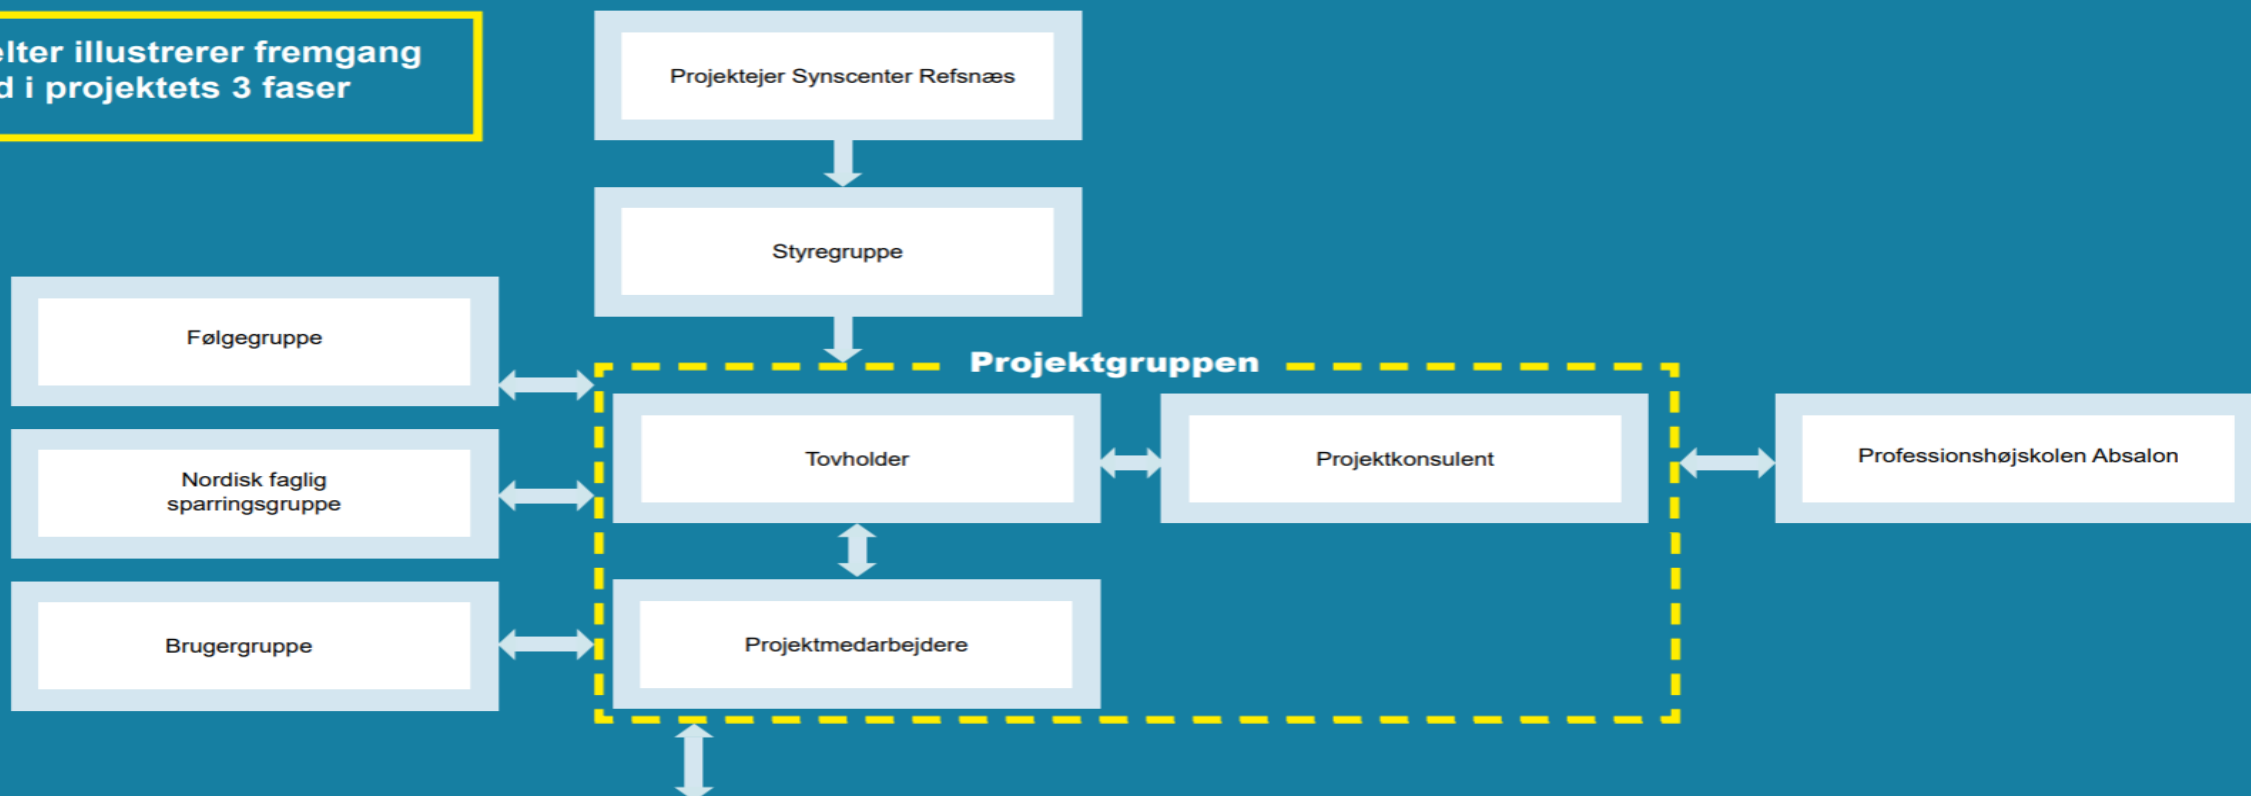 illustrerer fremgang
i projektets 3 faser
Projektejer Synscenter Refsnæs
Styregruppe
Følgegruppe
Projektgruppen
Tovholder
Projektkonsulent
Professionshøjskolen Absalon
Nordisk faglig
sparringsgruppe
Brugergruppe
Projektmedarbejdere